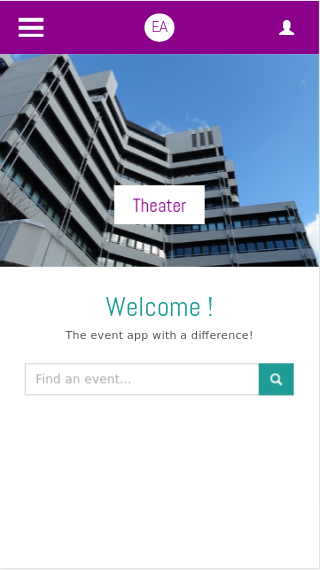 EA
Theater
Welcome !
The event app with a difference!
Find an event...